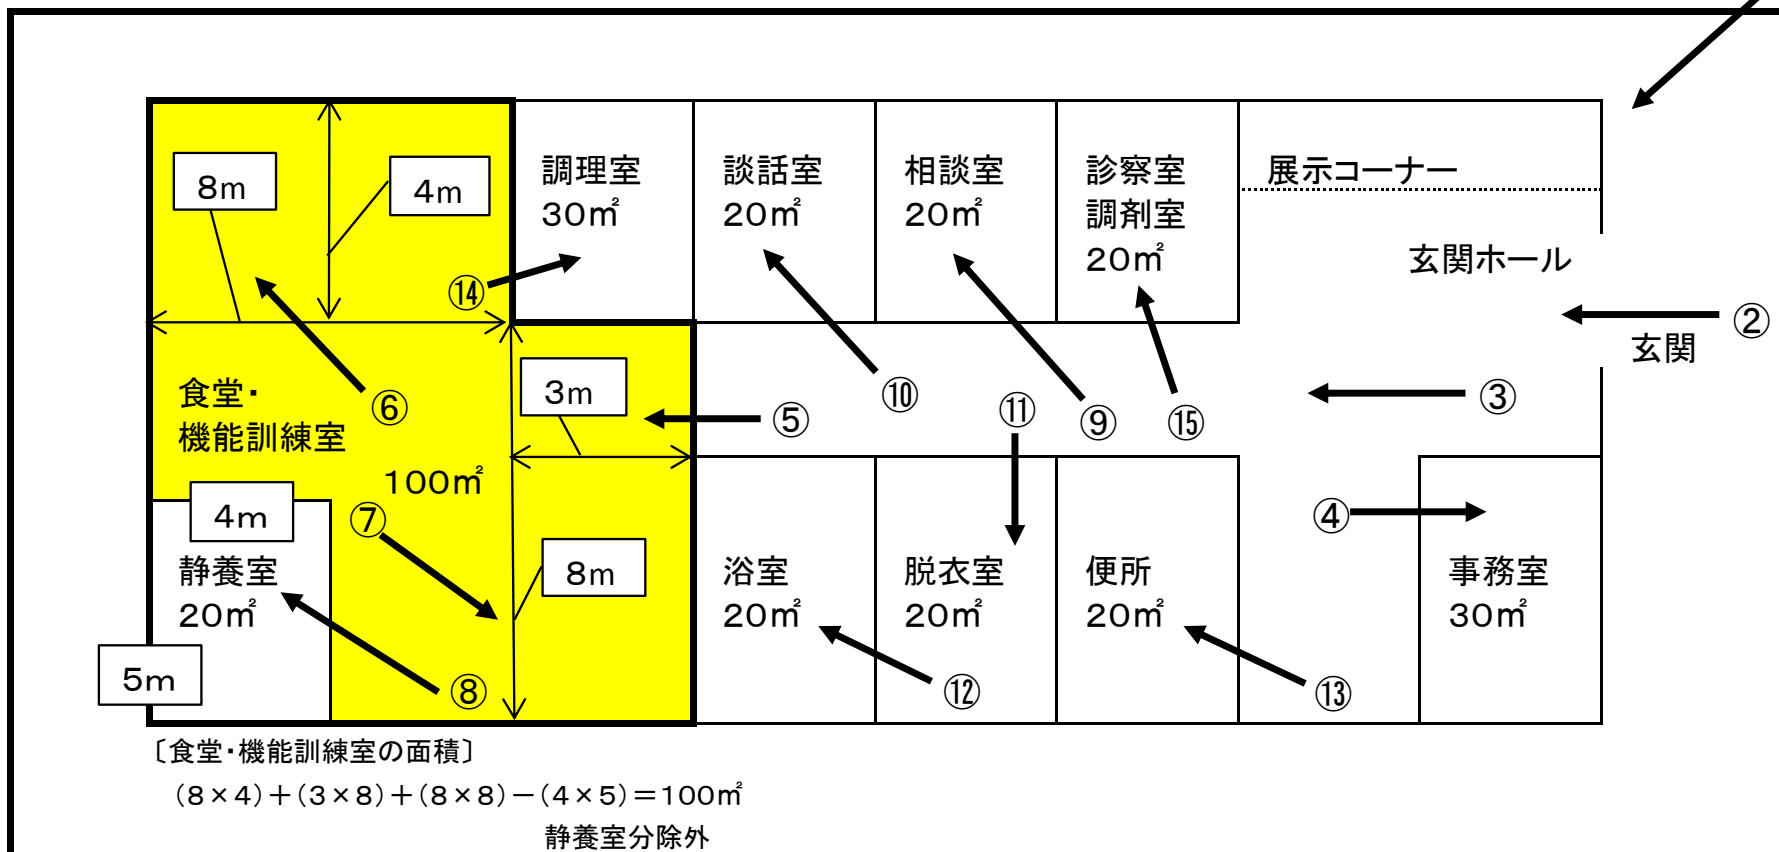 8m
4m
調理室
30㎡
談話室
20㎡
相談室
20㎡
診察室
調剤室
20㎡
展示コーナー
玄関ホール
玄関
②
⑭
⑩
⑨
⑮
③
⑪
⑤
3m
⑥
食堂・
機能訓練室
100㎡
4m
⑦
静養室
20㎡
5m
⑧
8m
浴室
20㎡
⑫
脱衣室
20㎡
便所
20㎡
⑬
④
事務室
30㎡
〔食堂・機能訓練室の面積〕
(8×4)+(3×8)+(8×8)-(4×5)=100㎡
静養室分除外